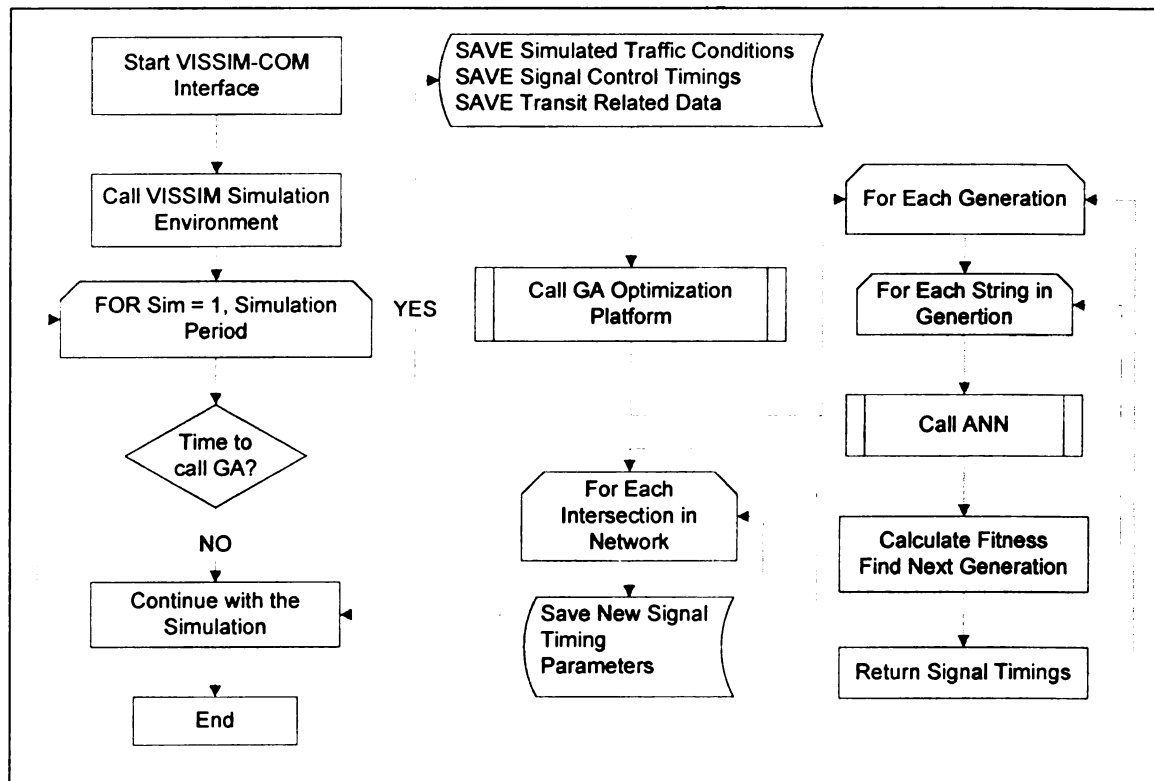 Start VISSIM-COM
Interface
Call VISSIM Simulation
Environment
FOR Sim = 1, Simulation
Period
YES
Time to
call GA?
NO
Continue with the
Simulation
End
SAVE Simulated Traffic Conditions
SAVE Signal Control Timings
SAVE Transit Related Data
Call GA Optimization
Platform
For Each
Intersection in
Network
Save New Signal
Timing
Parameters
For Each Generation
For Each String in
Genertion
Call ANN
Calculate Fitness
Find Next Generation
Return Signal Timings